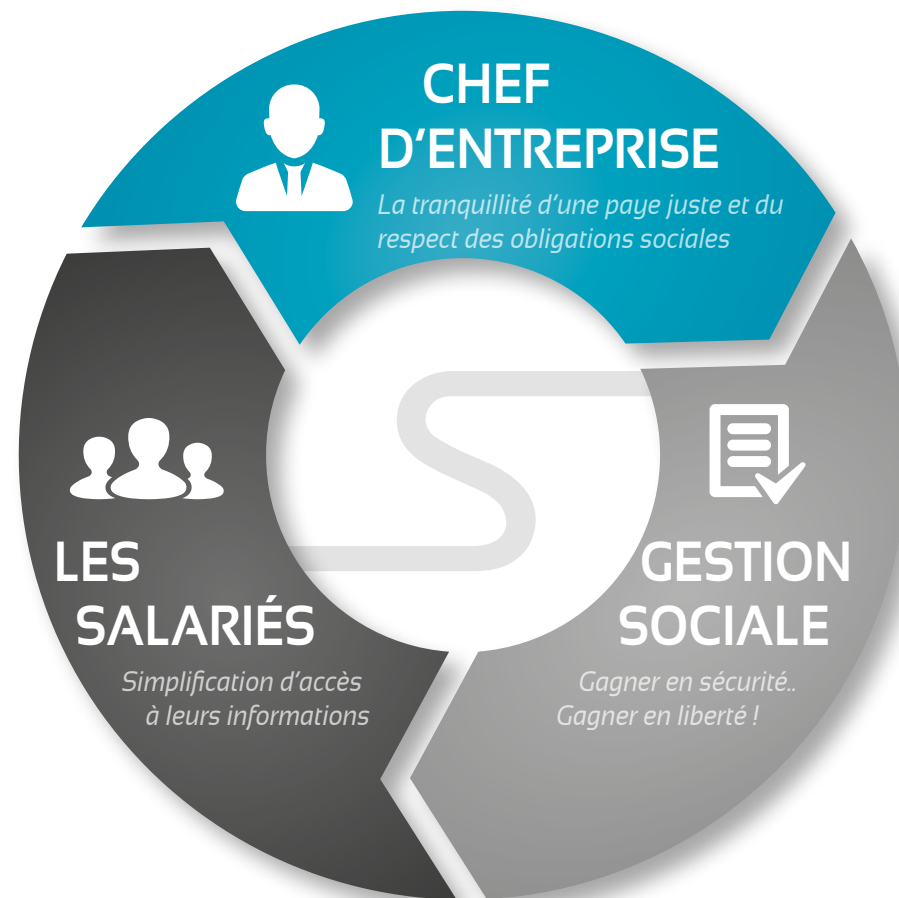 CHEF
D'ENTREPRISE
La tranquillité d'une paye juste et du
respect des obligations sociales
LES
SALARIÉS
Simplification d'accès
à leurs informations
GESTION
SOCIALE
Gagner en sécurité..
Gagner en liberté !